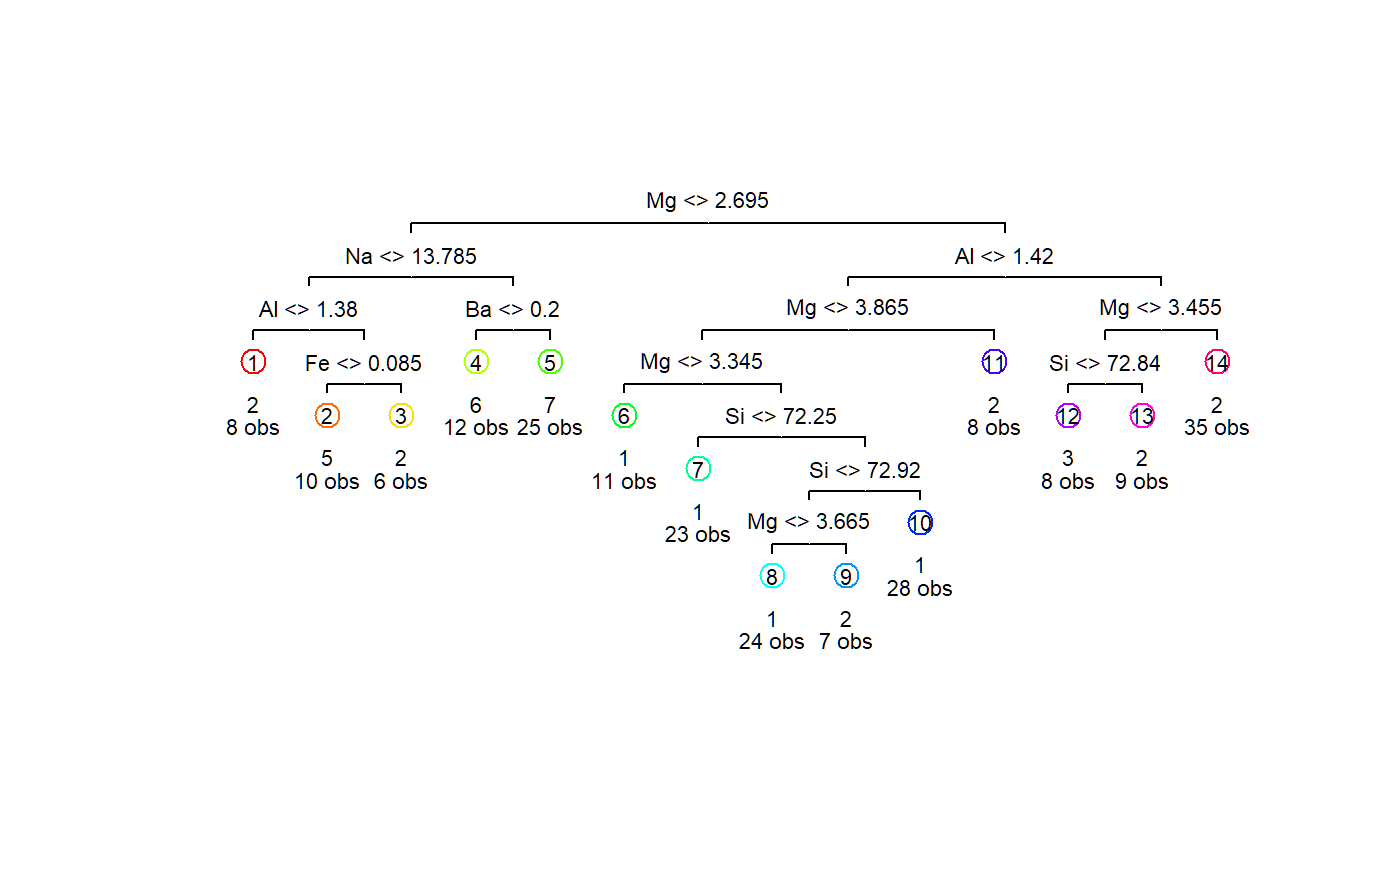 Mg <> 2.695
Na <> 13.785
Al <> 1.42
Al <> 1.38
Ba <> 0.2
Mg <> 3.865
Mg <> 3.455
1
Fe <> 0.085
4
5
Mg <> 3.345
11
Si <> 72.84
14
2
8 obs
2
3
6
12 obs
7
25 obs
6
Si <> 72.25
2
8 obs
12
13
2
35 obs
5
10 obs
2
6 obs
1
11 obs
7
Si <> 72.92
3
8 obs
2
9 obs
1
23 obs
Mg <> 3.665
10
8
9
1
28 obs
1
24 obs
2
7 obs